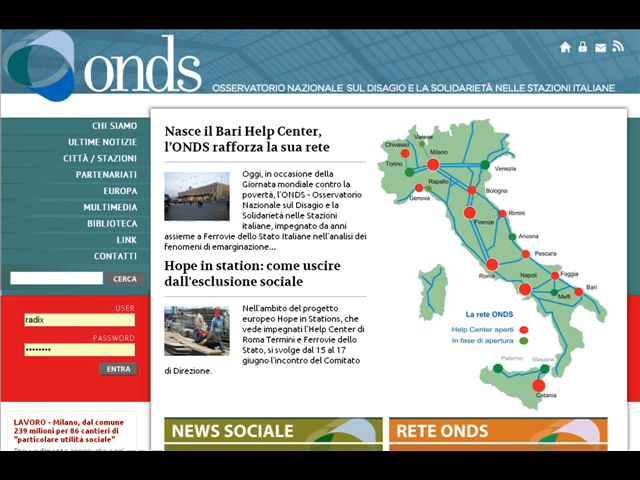 onds
OSSERVATORIO NAZIONALE SUL DISAGIO E LA SOLIDARIETÀ NELLE STAZIONI ITALIANE
CHI SIAMO
ULTIME NOTIZIE
CITTÀ / STAZIONI
PARTENARIATI
EUROPA
MULTIMEDIA
BIBLIOTECA
LINK
CONTATTI
CERCA
USER
radix
PASSWORD
••••••••
ENTRA
LAVORO - Milano, dal comune
239 milioni per 86 cantieri di
"particolare utilità sociale"
Nasce il Bari Help Center,
l'ONDS rafforza la sua rete
Oggi, in occasione della
Giornata mondiale contro la
povertà, l'ONDS - Osservatorio
Nazionale sul Disagio e la
Solidarietà nelle Stazioni
italiane, impegnato da anni
assieme a Ferrovie dello Stato Italiane nell'analisi dei
fenomeni di emarginazione...
Hope in station: come uscire
dall'esclusione sociale
Nell'ambito del progetto
europeo Hope in Stations, che
vede impegnati l'Help Center di
Roma Termini e Ferrovie dello
Stato, si svolge dal 15 al 17
giugno l'incontro del Comitato
di Direzione.
Varese
Chivasso
Milano
Torino
Venezia
Rapallo
Genova
Bologna
Rimini
Firenze
Ancona
Pescara
Roma
Napoli
Foggia
Bari
Melfi
La rete ONDS
Help Center aperti
In fase di apertura
Palermo
Messina
Catania
NEWS SOCIALE
RETE ONDS